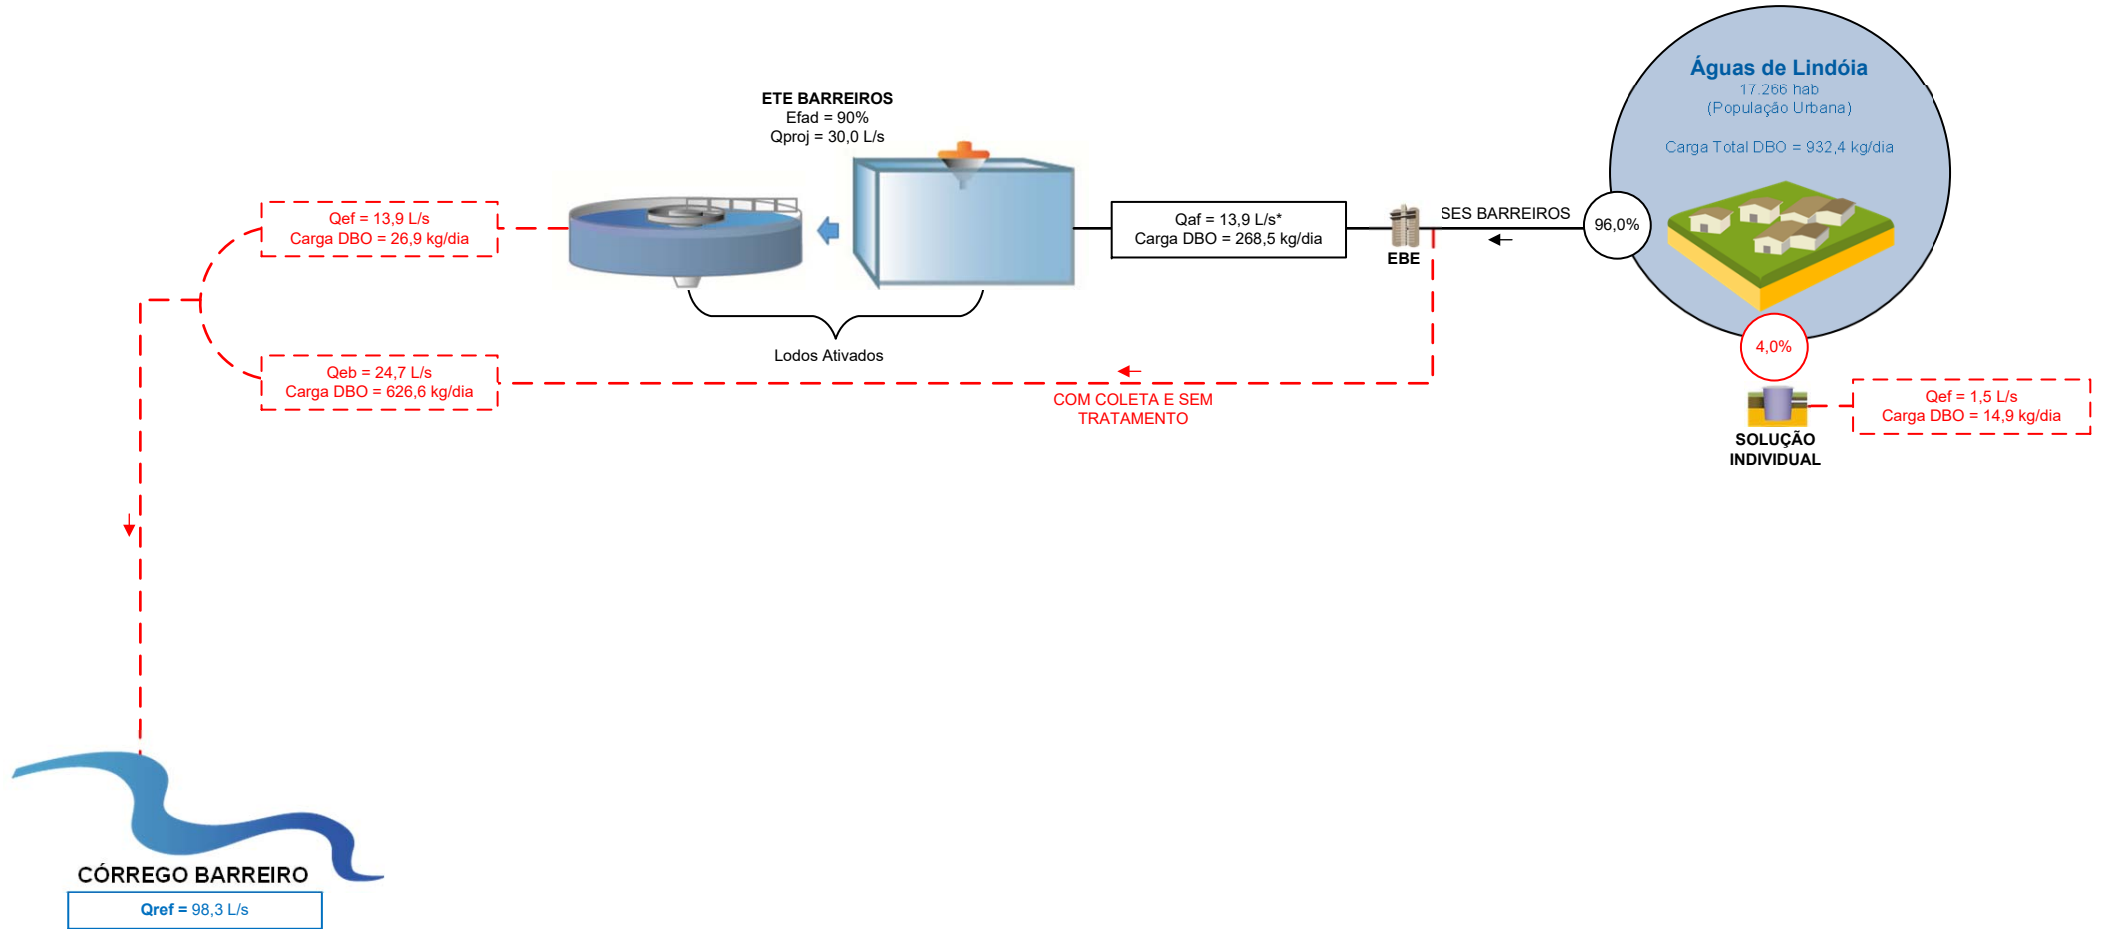 Águas de Lindóia
17.266 hab
(População Urbana)
Carga Total DBO = 932,4 kg/dia
ETE BARREIROS
Efad = 90%
Qproj = 30,0 L/s
Qef = 13,9 L/s
Carga DBO = 26,9 kg/dia
Qaf = 13,9 L/s*
Carga DBO = 268,5 kg/dia
SES BARREIROS
96,0%
EBE
Lodos Ativados
4,0%
Qeb = 24,7 L/s
Carga DBO = 626,6 kg/dia
COM COLETA E SEM
TRATAMENTO
Qef = 1,5 L/s
Carga DBO = 14,9 kg/dia
SOLUÇÃO
INDIVIDUAL
CÓRREGO BARREIRO
Qref = 98,3 L/s